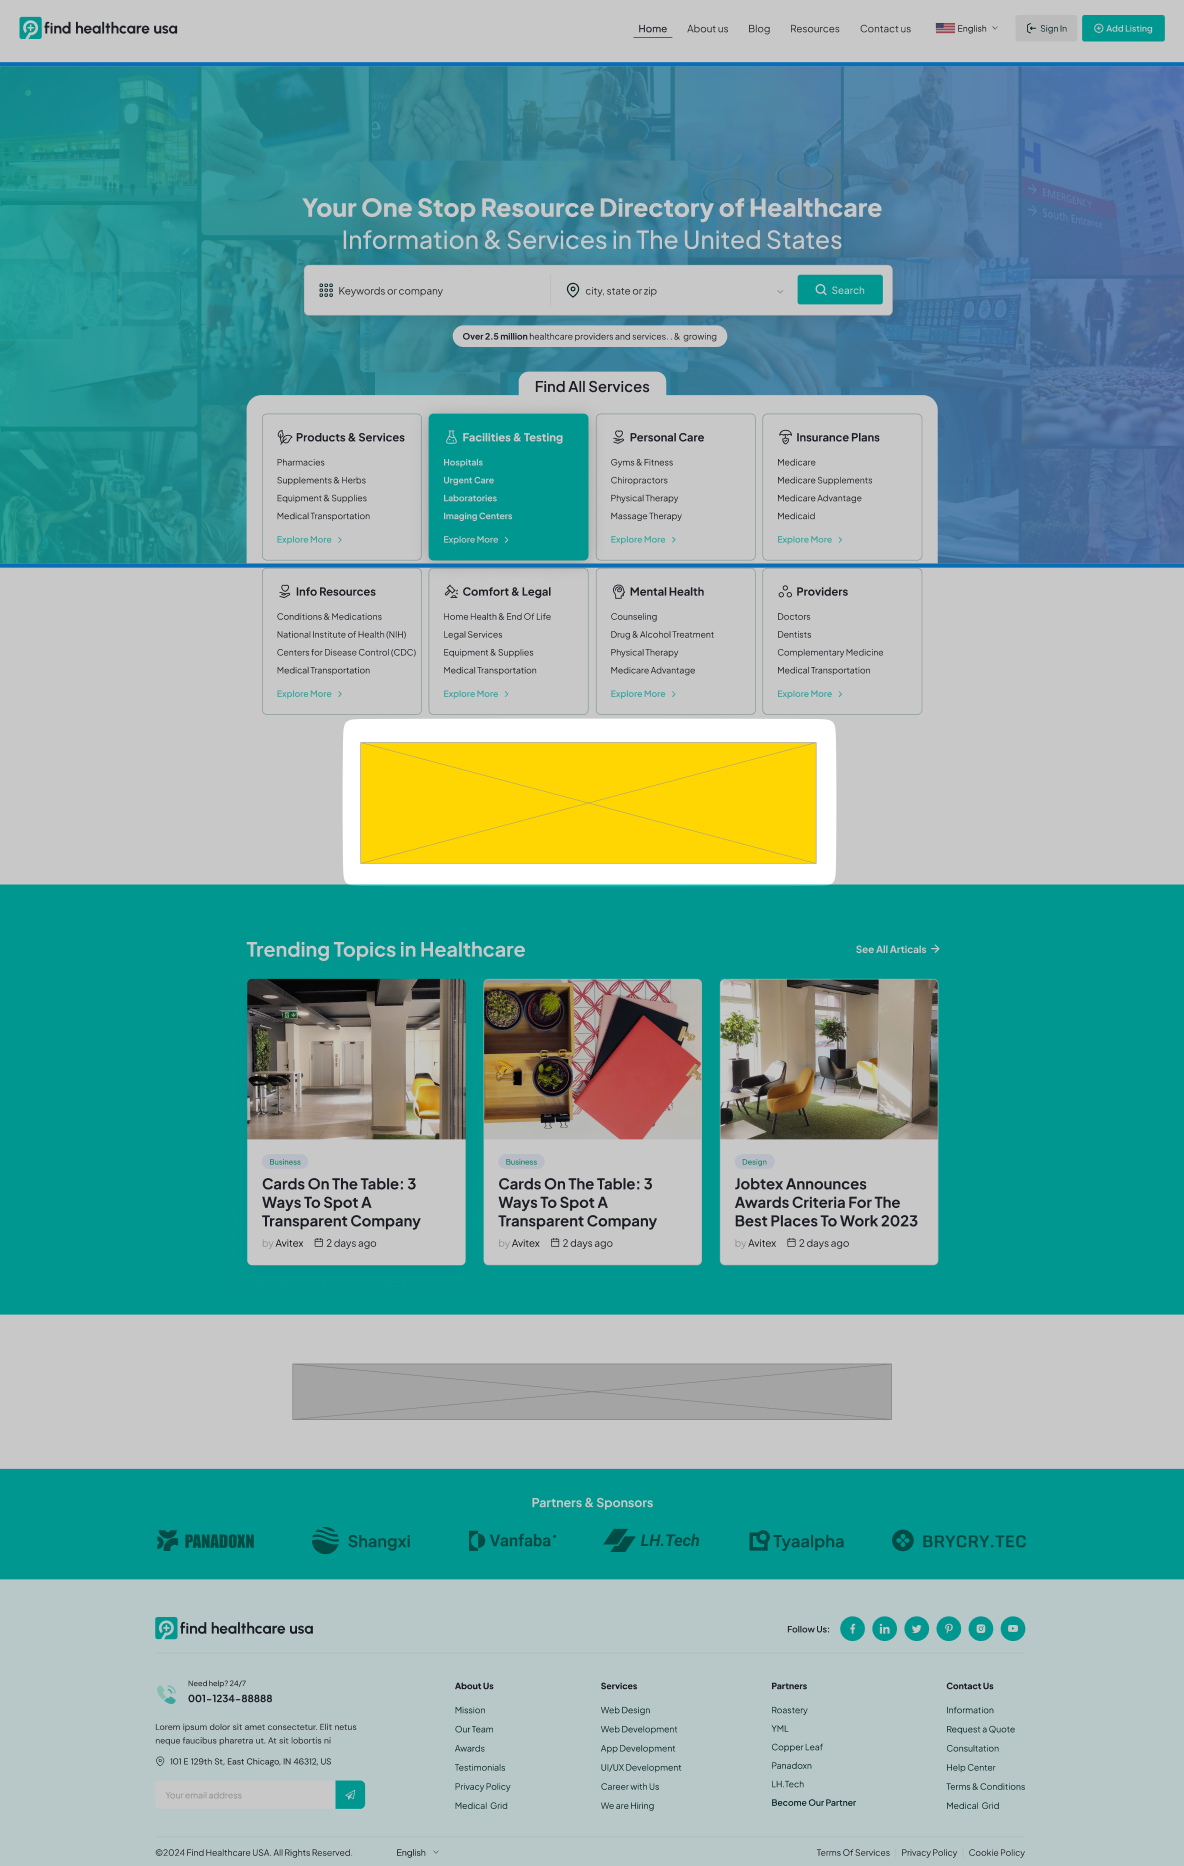 find healthcare usa
Home About us Blog Resources Contact us English Sign In Add Listing
H
EMERGENCY
South Entrance
Your One Stop Resource Directory of Healthcare
Information & Services in The United States
Keywords or company city, state or zip Search
Over 2.5 million healthcare providers and services. . & growing
Find All Services
Products & Services
Pharmacies
Supplements & Herbs
Equipment & Supplies
Medical Transportation
Explore More
Facilities & Testing
Hospitals
Urgent Care
Laboratories
Imaging Centers
Explore More
Personal Care
Gyms & Fitness
Chiropractors
Physical Therapy
Massage Therapy
Explore More
Insurance Plans
Medicare
Medicare Supplements
Medicare Advantage
Medicaid
Explore More
Info Resources
Conditions & Medications
National Institute of Health (NIH)
Centers for Disease Control (CDC)
Medical Transportation
Explore More
Comfort & Legal
Home Health & End Of Life
Legal Services
Equipment & Supplies
Medical Transportation
Explore More
Mental Health
Counseling
Drug & Alcohol Treatment
Physical Therapy
Medicare Advantage
Explore More
Providers
Doctors
Dentists
Complementary Medicine
Medical Transportation
Explore More
Trending Topics in Healthcare
See All Articals
Business
Cards On The Table: 3
Ways To Spot A
Transparent Company
by Avitex 2 days ago
Business
Cards On The Table: 3
Ways To Spot A
Transparent Company
by Avitex 2 days ago
Design
Jobtex Announces
Awards Criteria For The
Best Places To Work 2023
by Avitex 2 days ago
Partners & Sponsors
PANADOXN Shangxi Vanfaba LH.Tech Tyaalpha BRYCRY.TEC
find healthcare usa
Follow Us:
Need help? 24/7
001-1234-88888
Lorem ipsum dolor sit amet consectetur. Elit netus
neque faucibus pharetra ut. At sit lobortis ni
101 E 129th St, East Chicago, IN 46312, US
Your email address
About Us
Mission
Our Team
Awards
Testimonials
Privacy Policy
Medical Grid
Services
Web Design
Web Development
App Development
UI/UX Development
Career with Us
We are Hiring
Partners
Roastery
YML
Copper Leaf
Panadoxn
LH.Tech
Become Our Partner
Contact Us
Information
Request a Quote
Consultation
Help Center
Terms & Conditions
Medical Grid
©2024 Find Healthcare USA. All Rights Reserved. English Terms Of Services Privacy Policy Cookie Policy